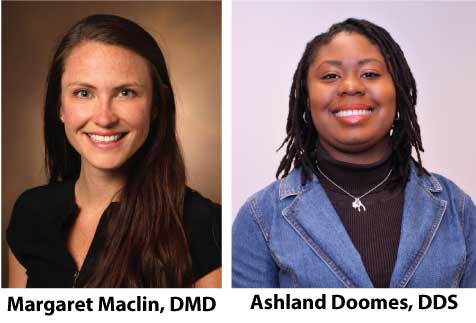 Margaret Maclin, DMD
Ashland Doomes, DDS